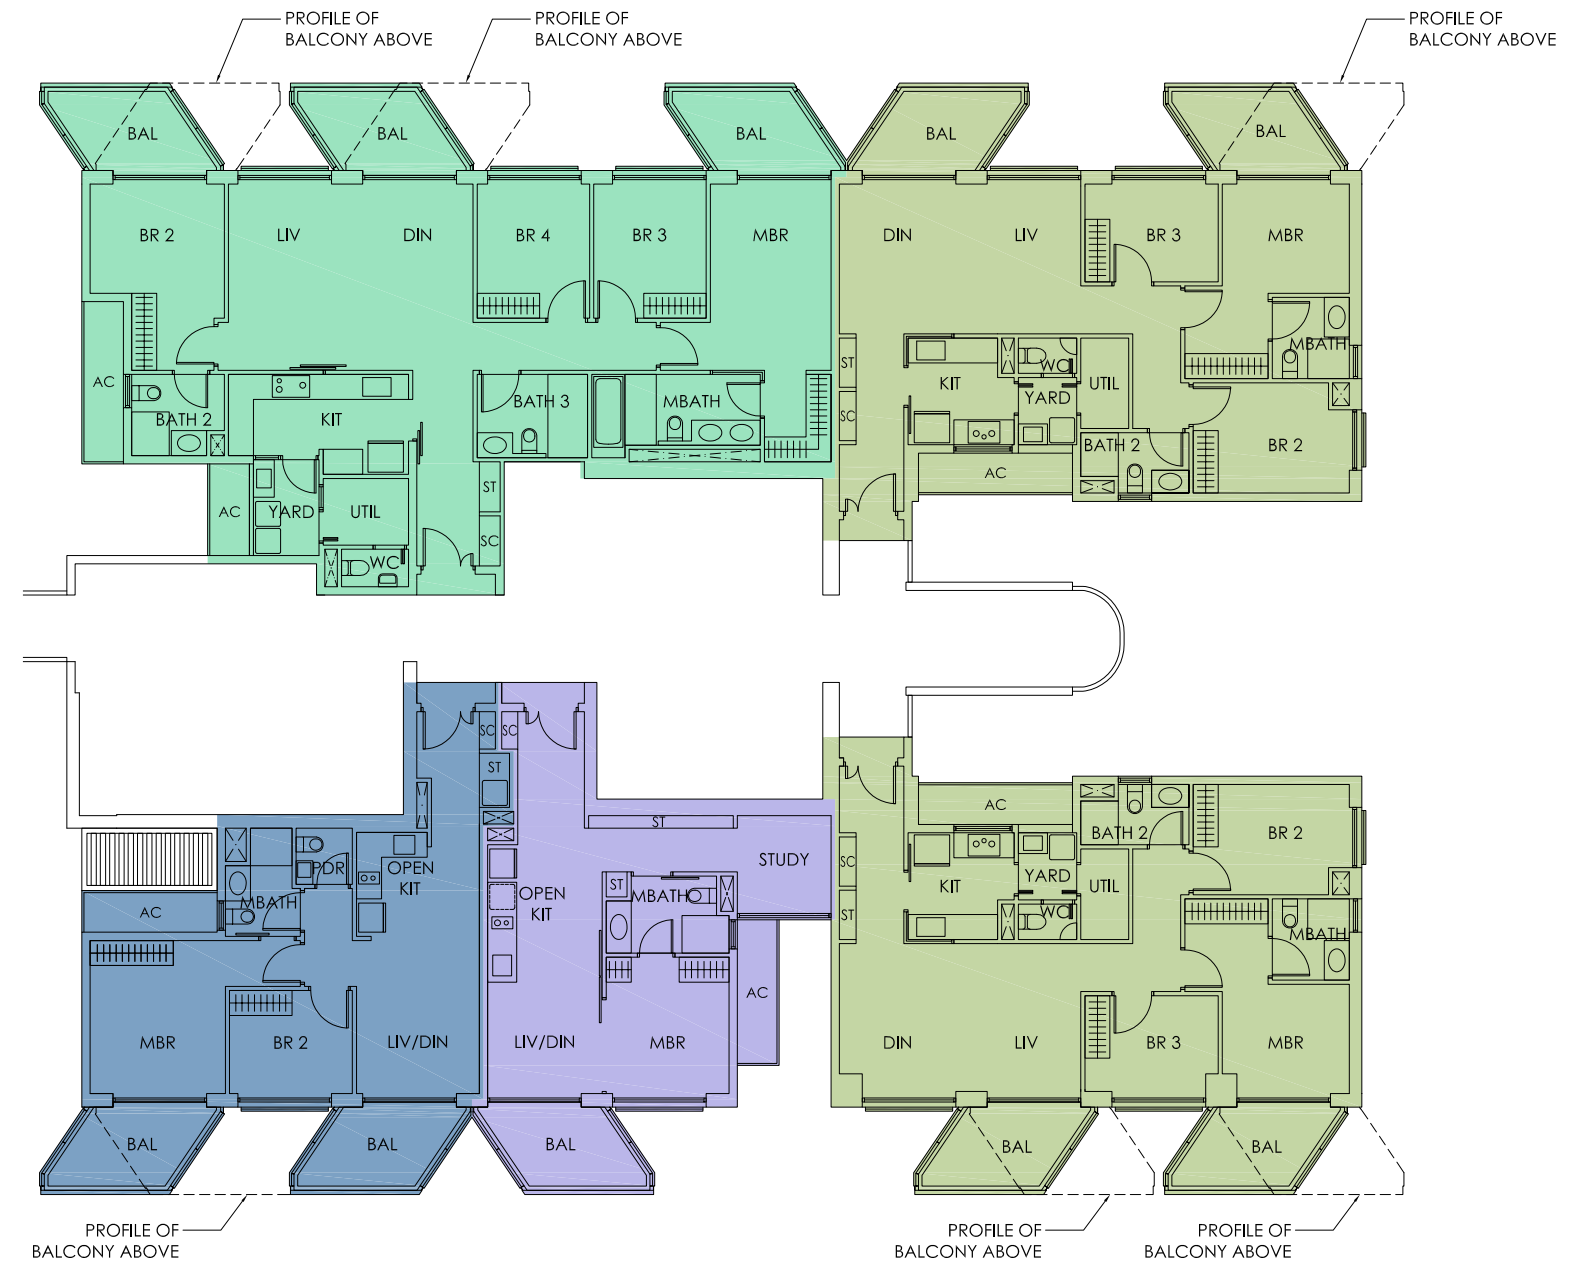 PROFILE OF
BALCONY ABOVE
PROFILE OF
BALCONY ABOVE
PROFILE OF
BALCONY ABOVE
BAL
BAL
BAL
BAL
BAL
BR 2
LIV
DIN
BR 4
BR 3
MBR
DIN
LIV
BR 3
MBR
AC
BATH 2
KIT
BATH 3
MBATH
ST
SC
KIT
WC
YARD
UTIL
MBATH
BATH 2
BR 2
AC
AC
YARD
UTIL
WC
ST
SC
SC
SC
ST
ST
PDR
OPEN
KIT
MBATH
AC
OPEN
KIT
ST
MBATH
STUDY
AC
SC
ST
AC
KIT
YARD
WC
UTIL
BATH 2
BR 2
MBATH
MBR
BR 2
LIV/DIN
LIV/DIN
MBR
DIN
LIV
BR 3
MBR
BAL
BAL
BAL
BAL
BAL
PROFILE OF
BALCONY ABOVE
PROFILE OF
BALCONY ABOVE
PROFILE OF
BALCONY ABOVE